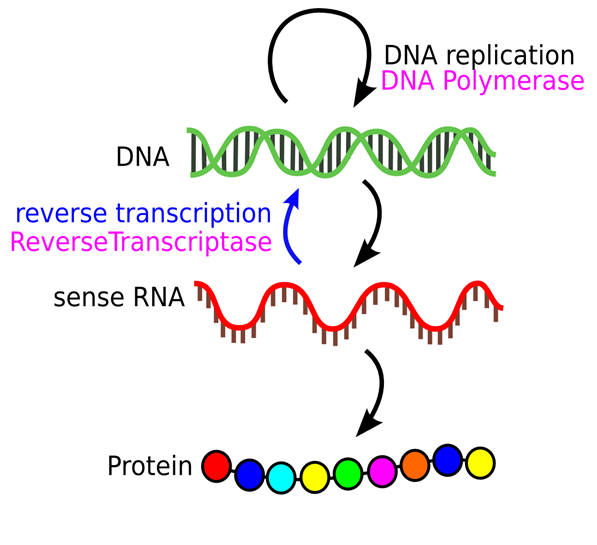 DNA replication
DNA Polymerase
DNA
reverse transcription
ReverseTranscriptase
sense RNA
Protein